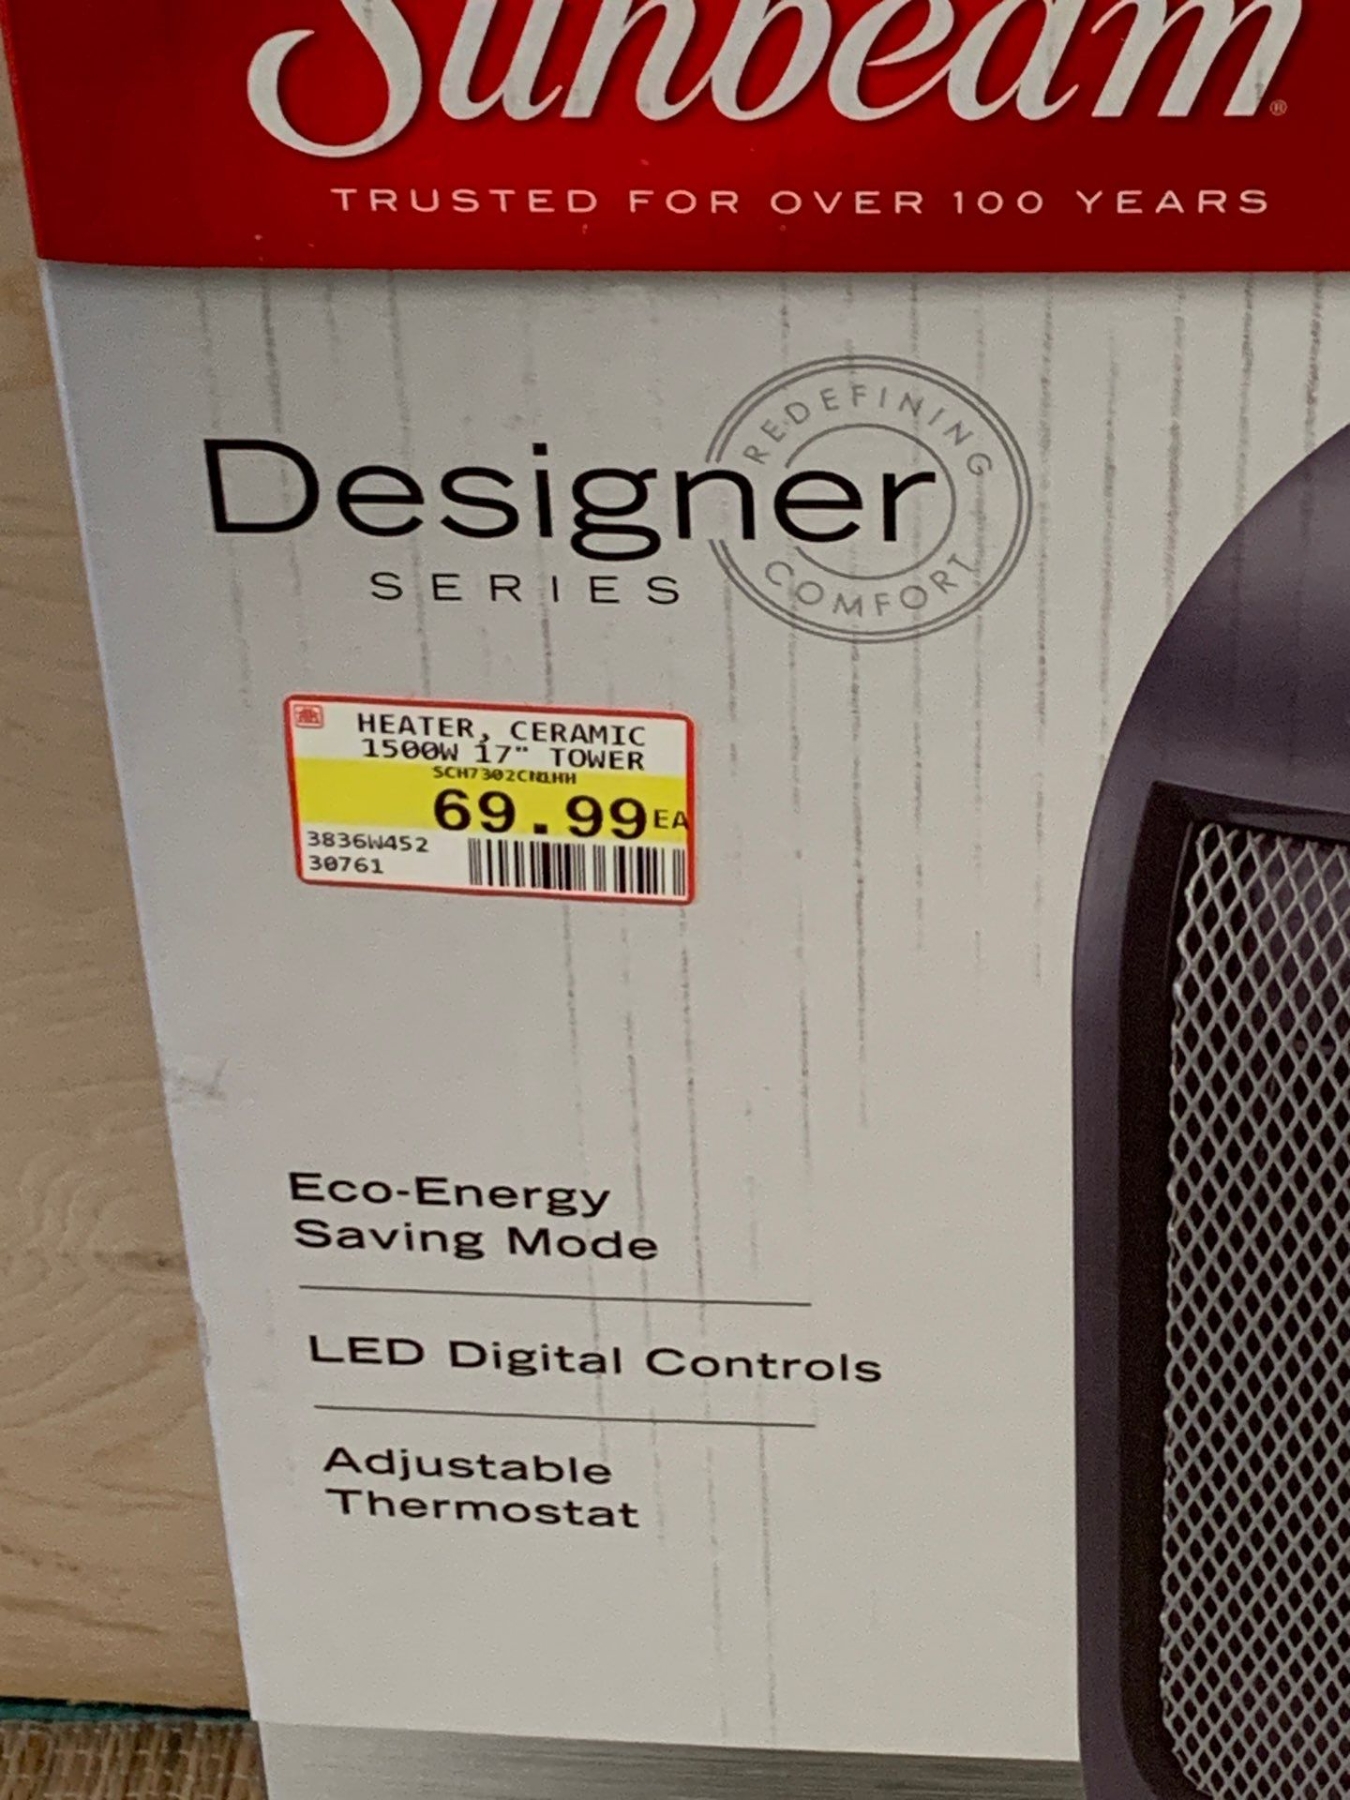 Sunbeam®
TRUSTED FOR OVER 100 YEARS
REDEFINING
Designer
SERIES
COMFORT
HEATER, CERAMIC
1500W 17" TOWER
69.99EA
3836W452
30761
Eco-Energy
Saving Mode
LED Digital Controls
Adjustable
Thermostat